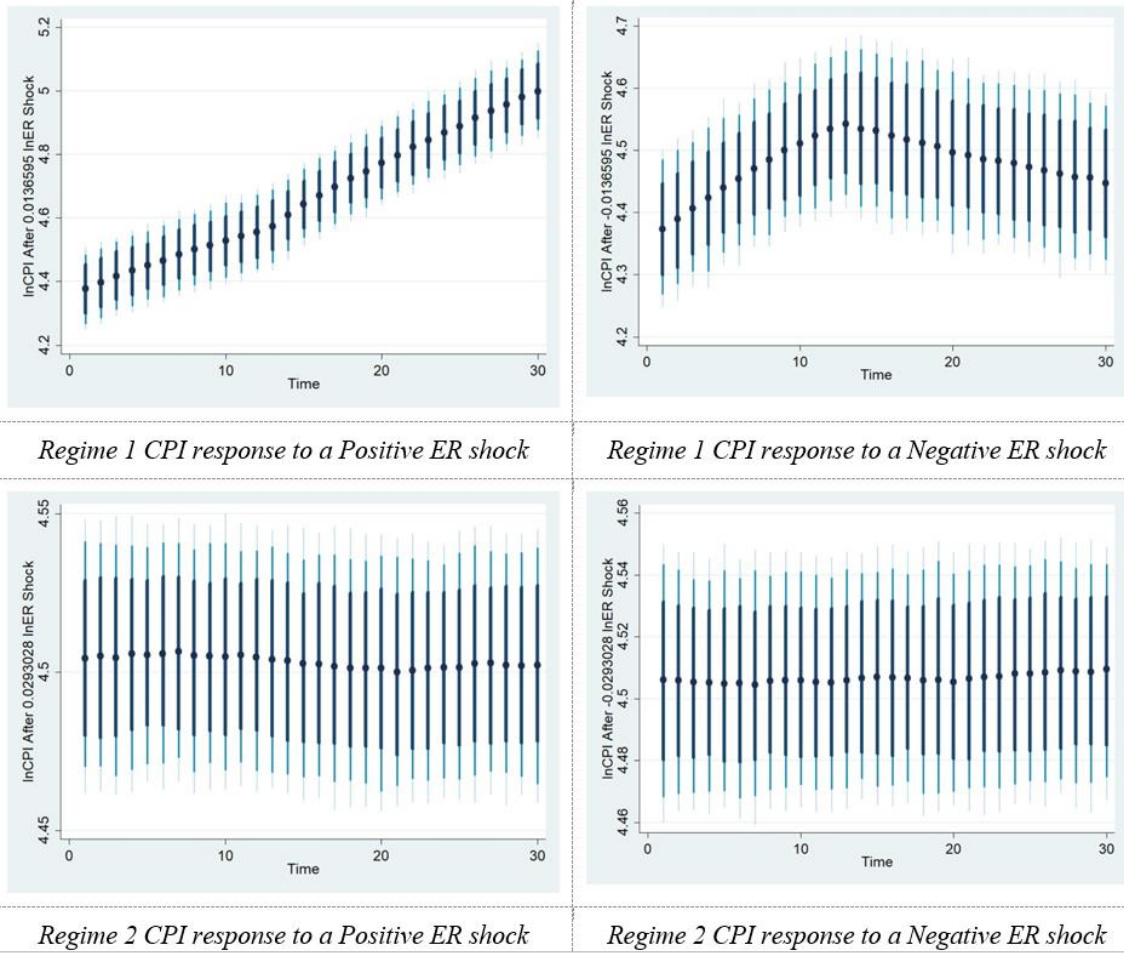 lnCPI After 0.0136595 lnER Shock
5.2
5
4.8
4.6
4.4
4.2
0 10 20 30
Time
lnCPI After -0.0136595 lnER Shock
4.7
4.6
4.5
4.4
4.3
4.2
0 10 20 30
Time
Regime 1 CPI response to a Positive ER shock
Regime 1 CPI response to a Negative ER shock
lnCPI After 0.0293028 lnER Shock
4.55
4.5
4.45
0 10 20 30
Time
lnCPI After -0.0293028 lnER Shock
4.56
4.54
4.52
4.5
4.48
4.46
0 10 20 30
Time
Regime 2 CPI response to a Positive ER shock
Regime 2 CPI response to a Negative ER shock